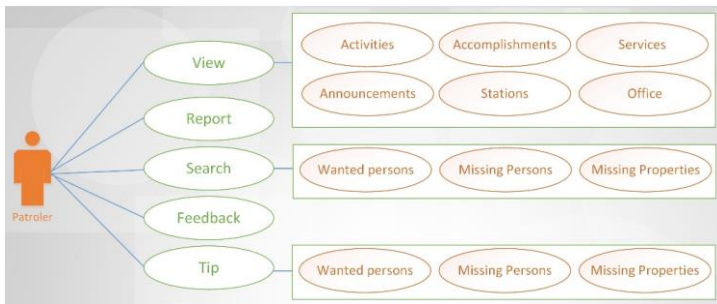 View
Activities
Accomplishments
Services
Announcements
Stations
Office
Report
Patroler
Search
Wanted persons
Missing Persons
Missing Properties
Feedback
Tip
Wanted persons
Missing Persons
Missing Properties